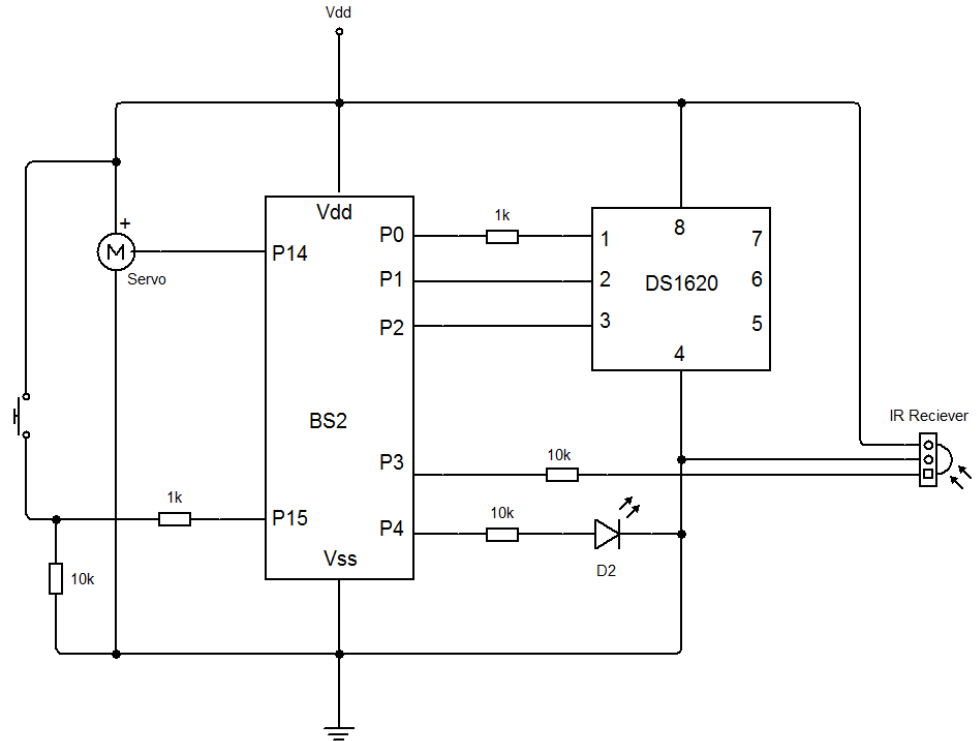 Vdd
Vdd
P0
1k
1
8
7
+
M
P14
Servo
P1
2
DS1620
6
P2
3
5
4
BS2
IR Reciever
P3
10k
1k
P15
P4
10k
D2
Vss
10k